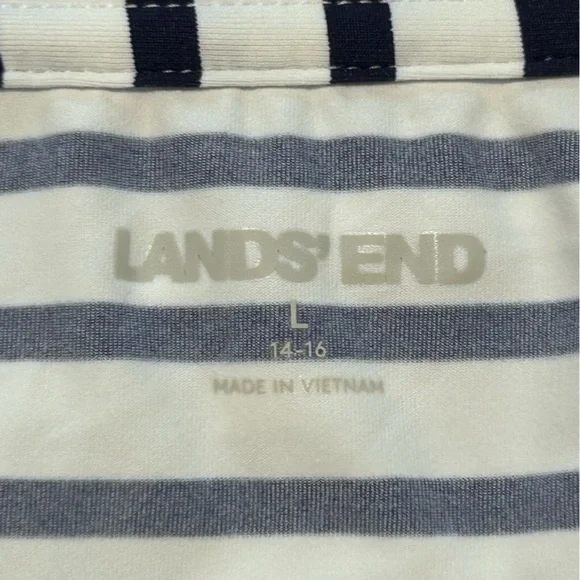 LANDS' END
L
14-16
MADE IN VIETNAM